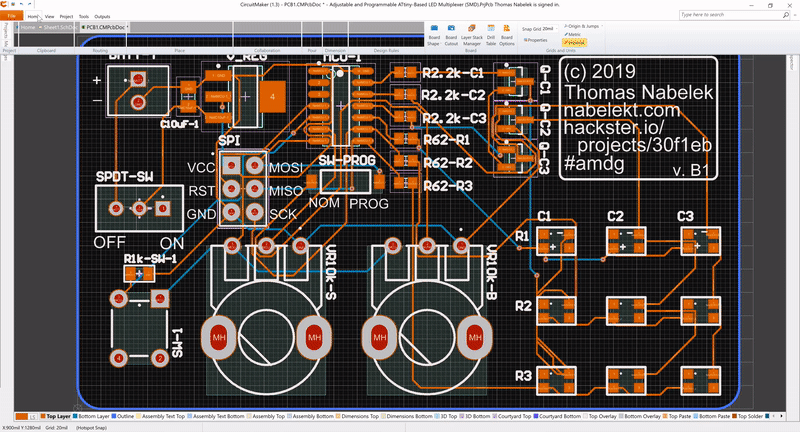 CircuitMaker (1.3) - Adjustable and Programmable ATtiny-Based LED Multiplexer (SMD).PrjPcb Thomas Nabelek is signed in.
File Home View Project Tools Outputs
Type here to search
Home Sheet1.SchDoc PCB1.CMPcbDoc *
Board Shape Board Cutout Layer Stack Manager Drill Table Board Options
Snap Grid 20mil
Properties
Origin & Jumps
Metric
Imperial
Project Clipboard Routing Place Collaboration Pour Dimension Design Rules Board Grids and Units
BATT-1
V_REG
MCU-1
C10uF-1
SPI
VCC MOSI
RST MISO
GND SCK
SPDT-SW
OFF ON
R1k-SW-1
SW-PROG
NOM PROG
R2.2k-C1
R2.2k-C2
R2.2k-C3
R62-R1
R62-R2
R62-R3
Q-C1
Q-C2
Q-C3
(c) 2019
Thomas Nabelek
nabelekt.com
hackster.io/
projects/30f1eb
#amdg
v. B1
C1 C2 C3
R1
R2
R3
VR10k-S
VR10k-B
SW-1
MH MH MH MH
4 2
LS Top Layer Bottom Layer Outline Assembly Text Top Assembly Text Bottom Assembly Top Assembly Bottom Dimensions Top Dimensions Bottom 3D Top 3D Bottom Courtyard Top Courtyard Bottom Top Overlay Bottom Overlay Top Paste Bottom Paste Top Solder
X:900mil Y:1280mil Grid: 20mil (Hotspot Snap)